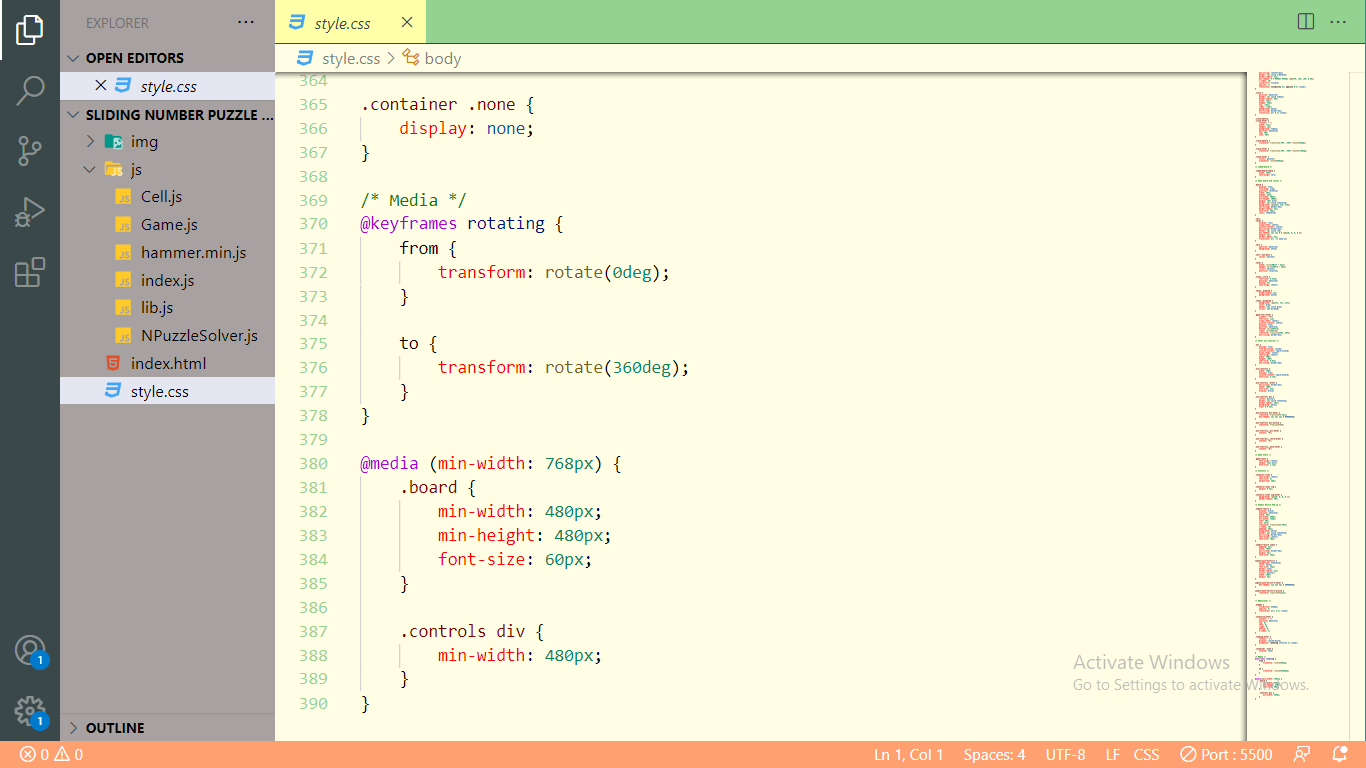 EXPLORER
OPEN EDITORS
style.css
SLIDING NUMBER PUZZLE ...
img
js
Cell.js
Game.js
hammer.min.js
index.js
lib.js
NPuzzleSolver.js
index.html
style.css
OUTLINE
style.css
style.css > body
364
365 .container .none {
366     display: none;
367 }
368
369 /* Media */
370 @keyframes rotating {
371     from {
372         transform: rotate(0deg);
373     }
374
375     to {
376         transform: rotate(360deg);
377     }
378 }
379
380 @media (min-width: 768px) {
381     .board {
382         min-width: 480px;
383         min-height: 480px;
384         font-size: 60px;
385     }
386
387     .controls div {
388         min-width: 480px;
389     }
390 }
Activate Windows
Go to Settings to activate Windows.
1
1
0 0
Ln 1, Col 1 Spaces: 4 UTF-8 LF CSS Port : 5500